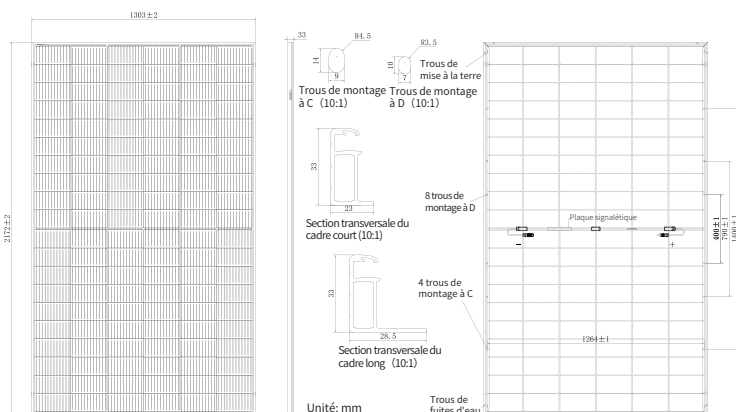 1303±2
33
R4.5
R3.5
14
9
10
7
Trous de
mise à la terre
Trous de montage
à C (10:1)
Trous de montage
à D (10:1)
33
23
Section transversale du
cadre court (10:1)
8 trous de
montage à D
Plaque signalétique
−
+
2172±2
400±1
790±1
1400±1
33
28.5
Section transversale du
cadre long (10:1)
4 trous de
montage à C
1264±1
Unité: mm
Trous de
fuites d'eau